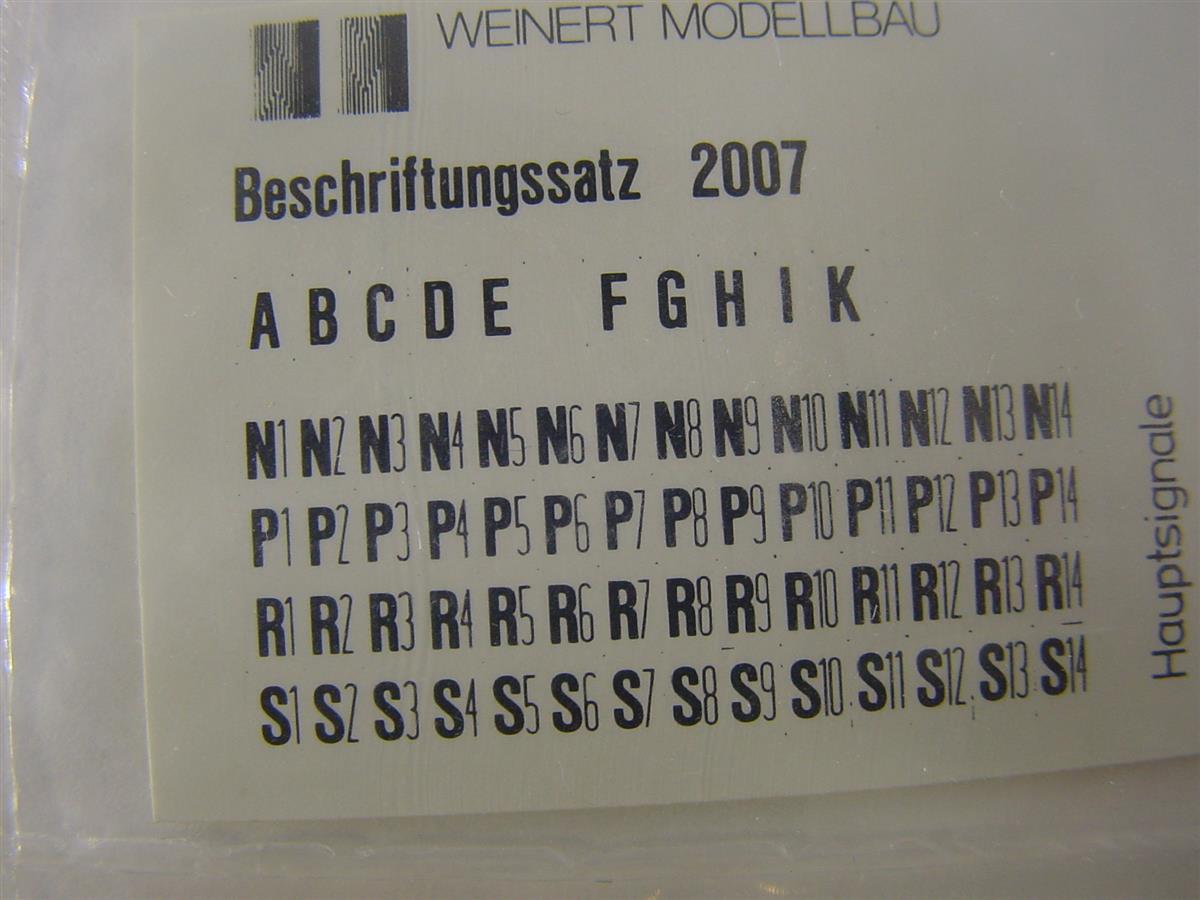 WEINERT MODELLBAU
Beschriftungssatz 2007
A B C D E F G H I K
N1 N2 N3 N4 N5 N6 N7 N8 N9 N10 N11 N12 N13 N14
P1 P2 P3 P4 P5 P6 P7 P8 P9 P10 P11 P12 P13 P14
R1 R2 R3 R4 R5 R6 R7 R8 R9 R10 R11 R12 R13 R14
S1 S2 S3 S4 S5 S6 S7 S8 S9 S10 S11 S12 S13 S14
Hauptsignale